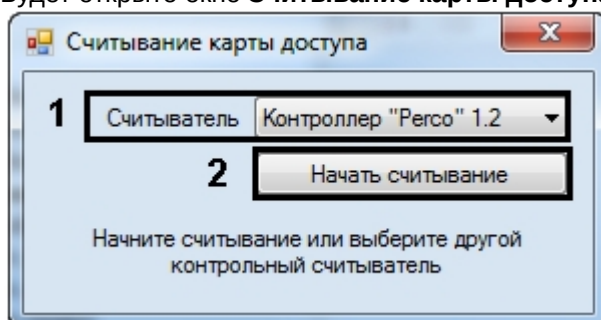 Будет открыто окно Считывание карты доступа
Считывание карты доступа
1 Считыватель Контроллер "Perco" 1.2
2 Начать считывание
Начните считывание или выберите другой
контрольный считыватель